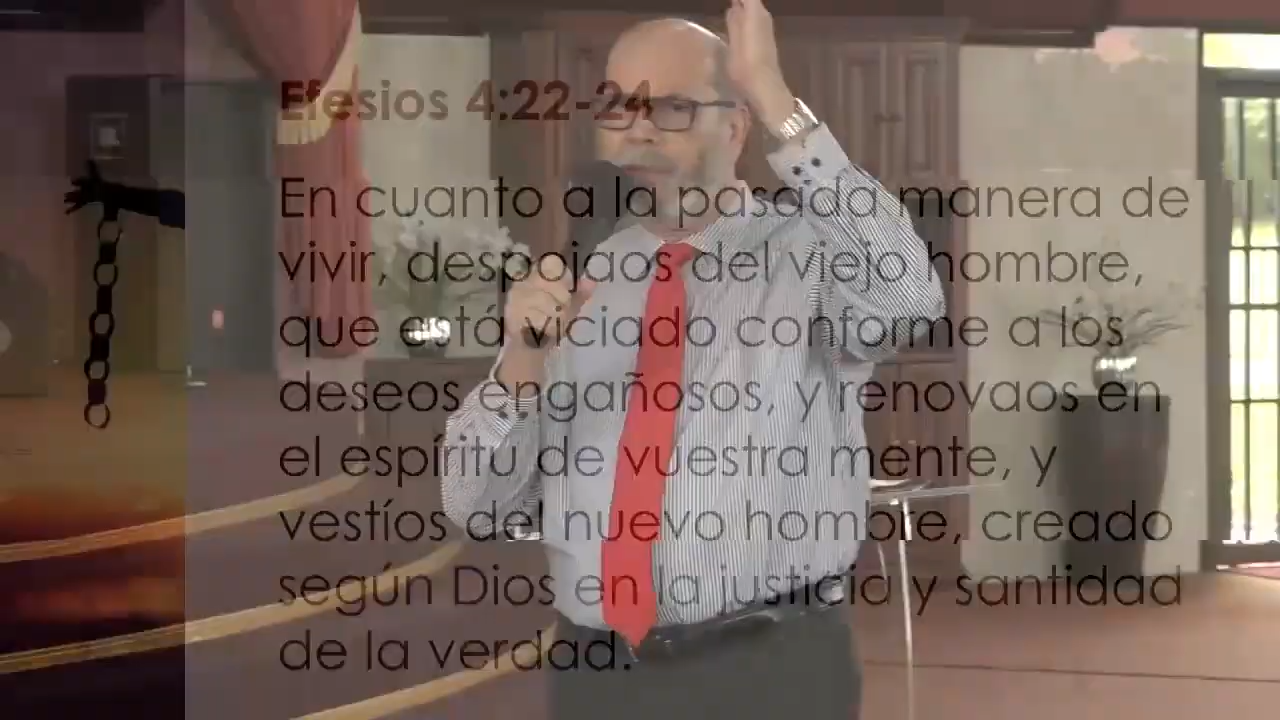 Efesios 4:22-24
En cuanto a la pasada manera de
vivir, despojaos del viejo hombre,
que está viciado conforme a los
deseos engañosos, y renovaos en
el espíritu de vuestra mente, y
vestíos del nuevo hombre, creado
según Dios en la justicia y santidad
de la verdad.